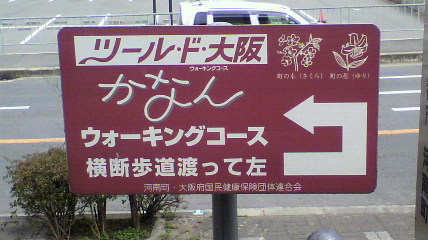 ツール・ド・大阪
ウォーキングコース
町の木（さくら）
町の花（ゆり）
かなん
ウォーキングコース
横断歩道渡って左
河南町・大阪府国民健康保険団体連合会